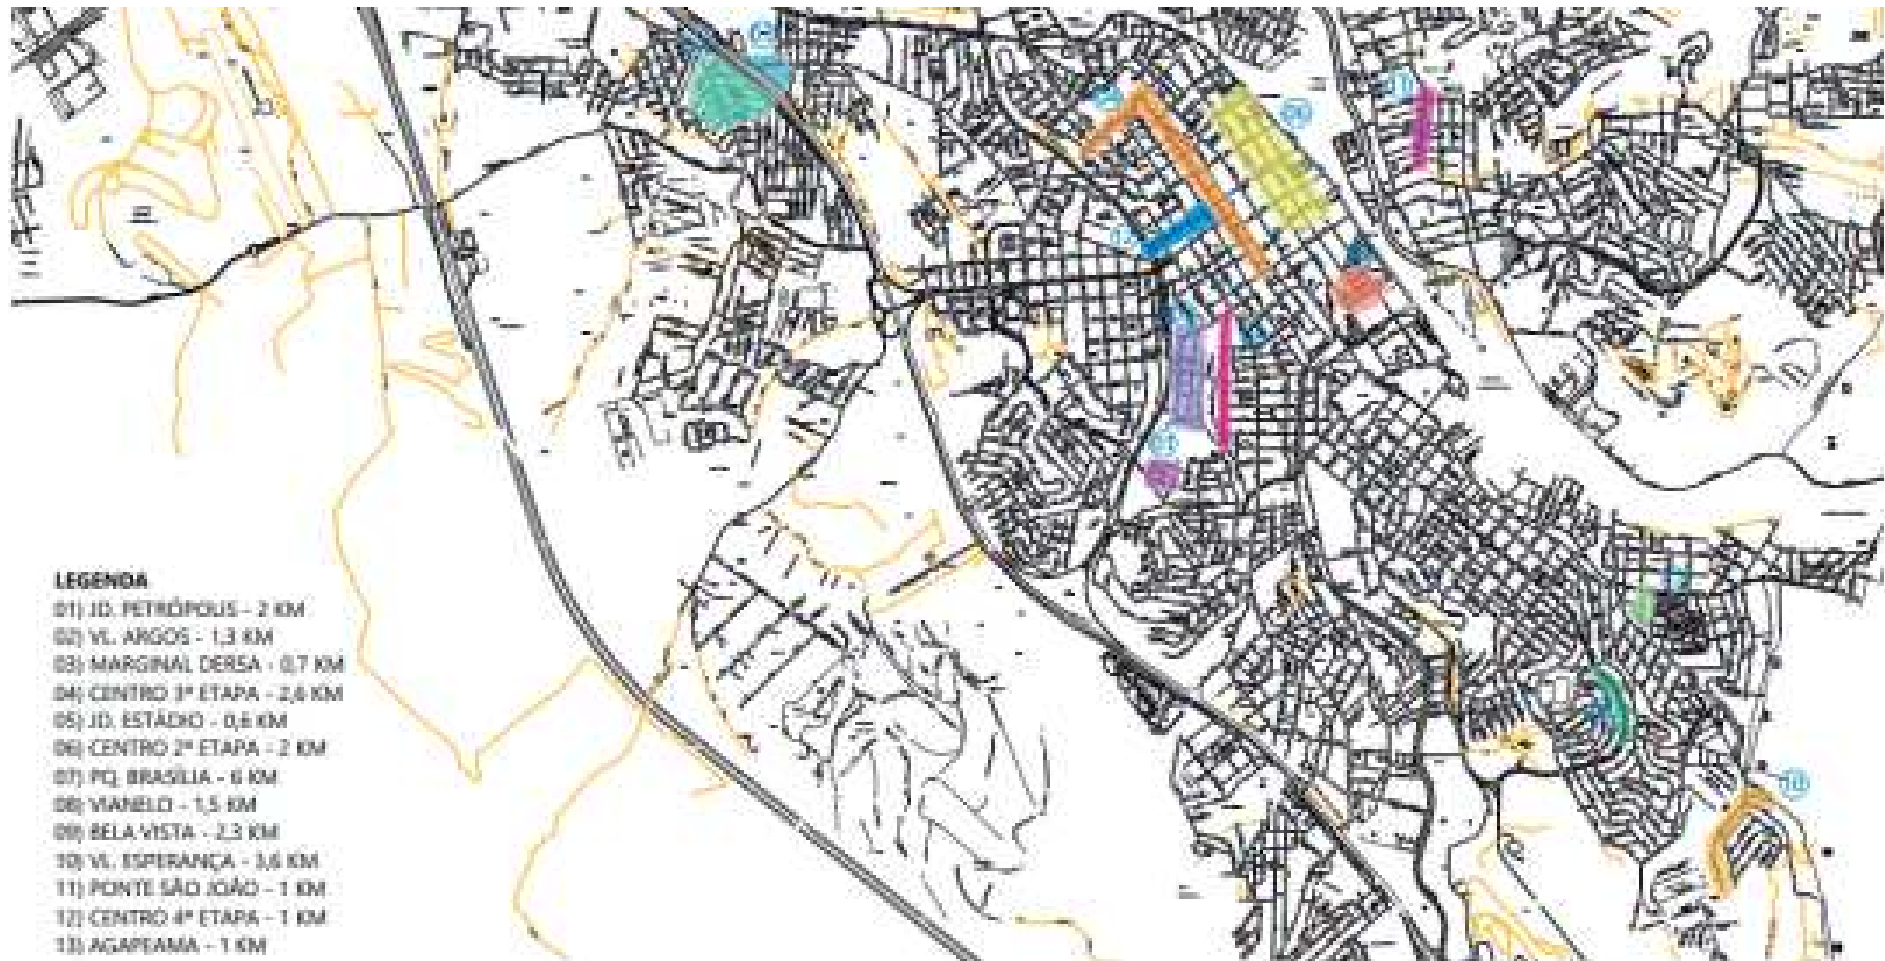 LEGENDA
01) JD. PETRÓPOLIS - 2 KM
02) VL. ARGOS - 1,3 KM
03) MARGINAL DERSA - 0,7 KM
04) CENTRO 3ª ETAPA - 2,6 KM
05) JD. ESTÁDIO - 0,6 KM
06) CENTRO 2ª ETAPA - 2 KM
07) PQ. BRASÍLIA - 6 KM
08) VIANELO - 1,5 KM
09) BELA VISTA - 2,3 KM
10) VL. ESPERANÇA - 3,6 KM
11) PONTE SÃO JOÃO - 1 KM
12) CENTRO 4ª ETAPA - 1 KM
13) AGAPEAMA - 1 KM
10